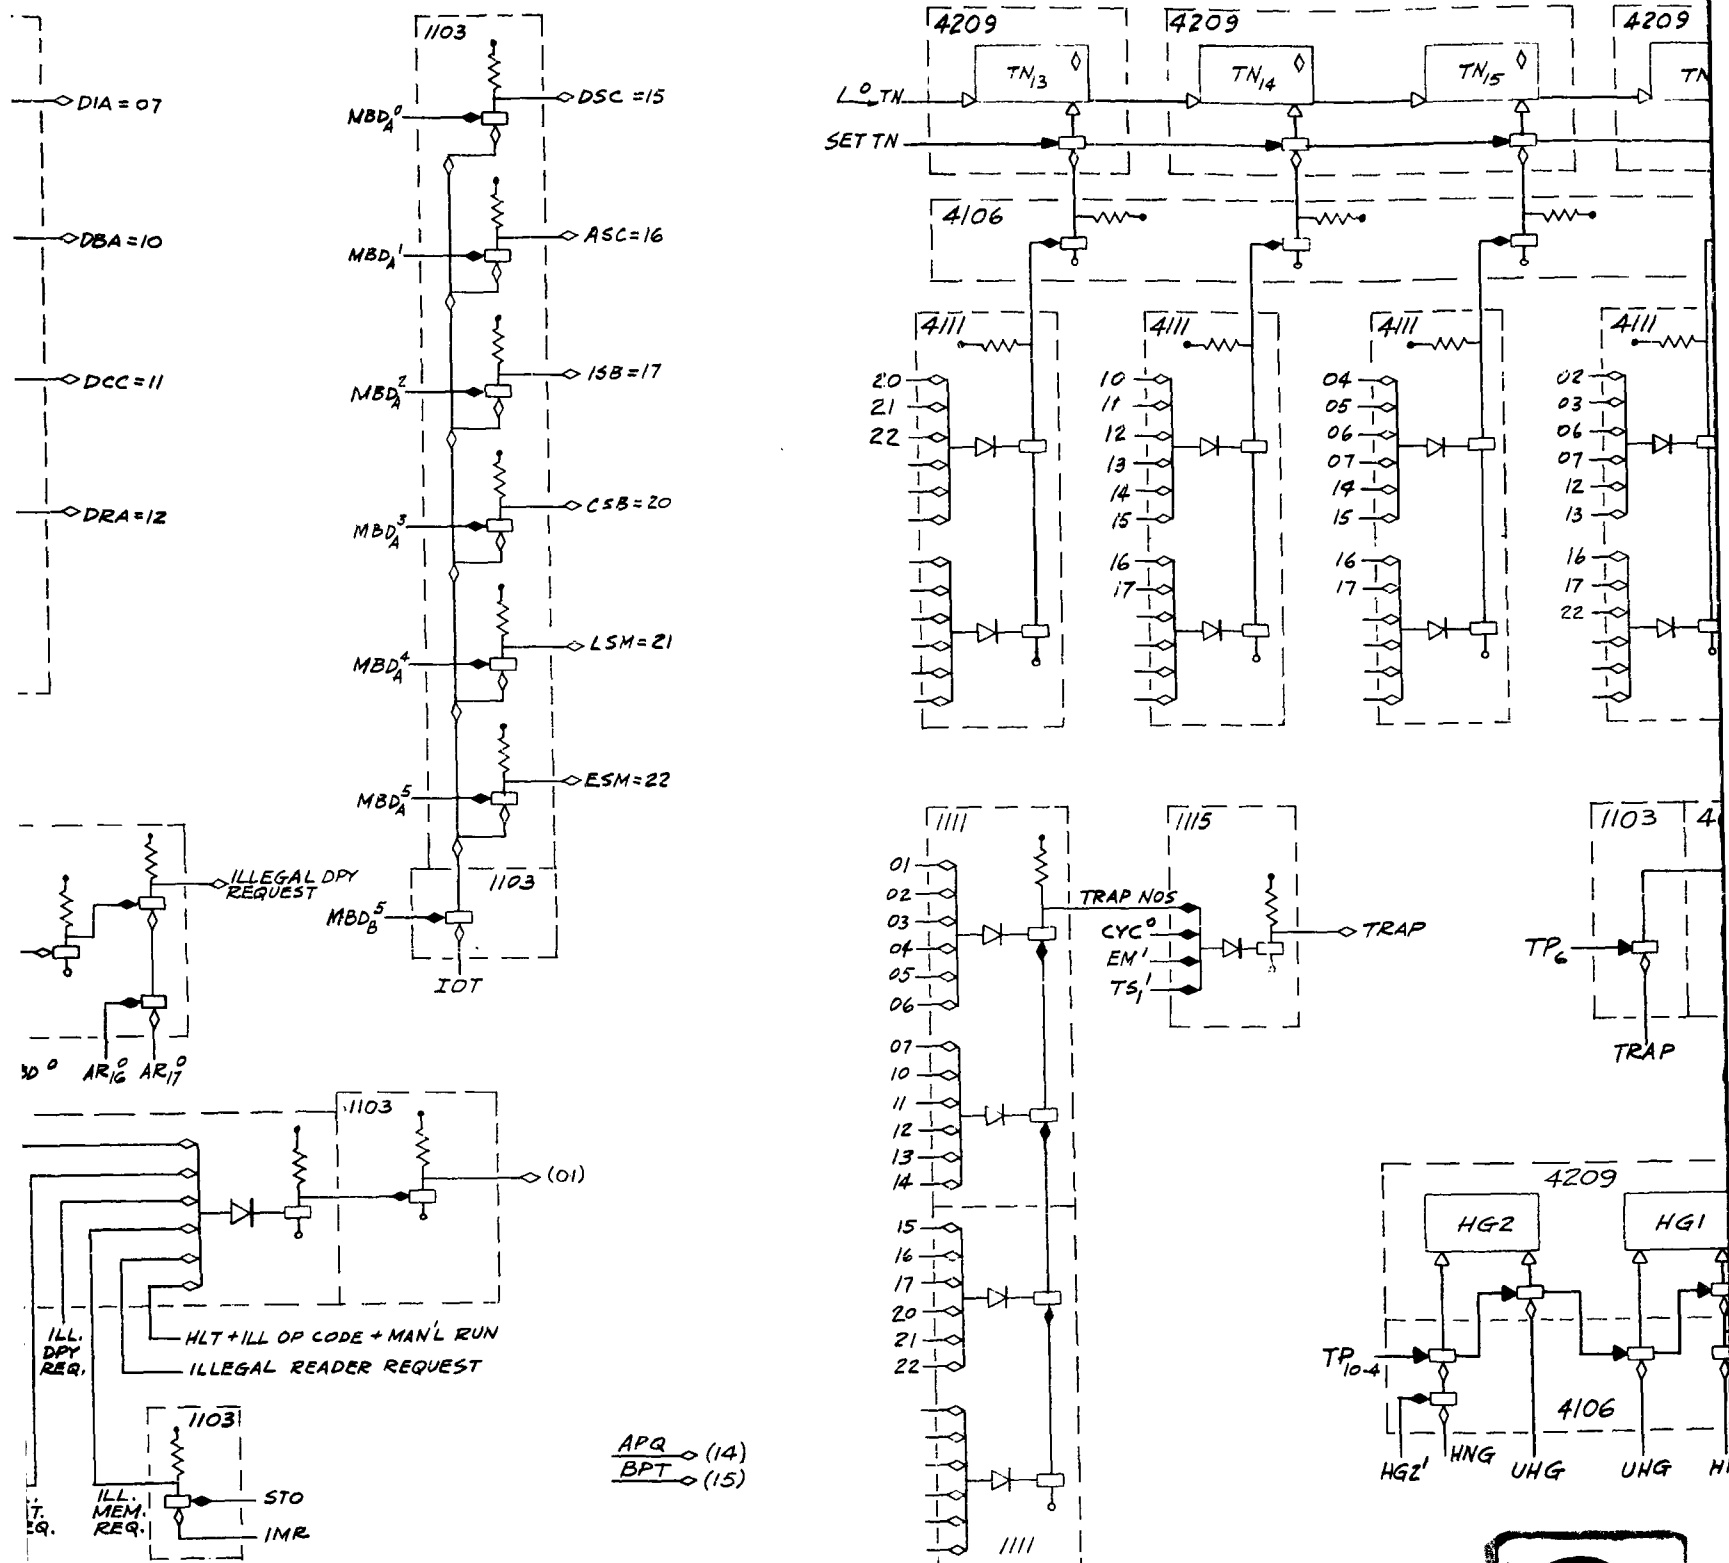 DIA=07
DBA=10
DCC=11
DRA=12
1103
MBD_A^0
DSC=15
MBD_A^1
ASC=16
MBD_A^2
ISB=17
MBD_A^3
CSB=20
MBD_A^4
LSM=21
MBD_A^5
ESM=22
1103
MBD_B^5
IOT
ILLEGAL DPY
REQUEST
AR_16^0
AR_17^0
1103
(01)
ILL.
DPY
REQ.
HLT + ILL OP CODE + MAN'L RUN
ILLEGAL READER REQUEST
1103
ILL.
MEM.
REQ.
STO
IMR
APQ (14)
BPT (15)
4209
4209
4209
TN_13
TN_14
TN_15
TN
L^0 TN
SET TN
4106
4111
4111
4111
4111
20
21
22
10
11
12
13
14
15
16
17
04
05
06
07
14
15
16
17
02
03
06
07
12
13
16
17
22
1111
01
02
03
04
05
06
07
10
11
12
13
14
15
16
17
20
21
22
1111
1115
TRAP NOS
CYC^0
EM^1
TS_1^1
TRAP
1103
TP_6
TRAP
4209
HG2
HG1
TP_10-4
4106
HG2^1
HNG
UHG
UHG